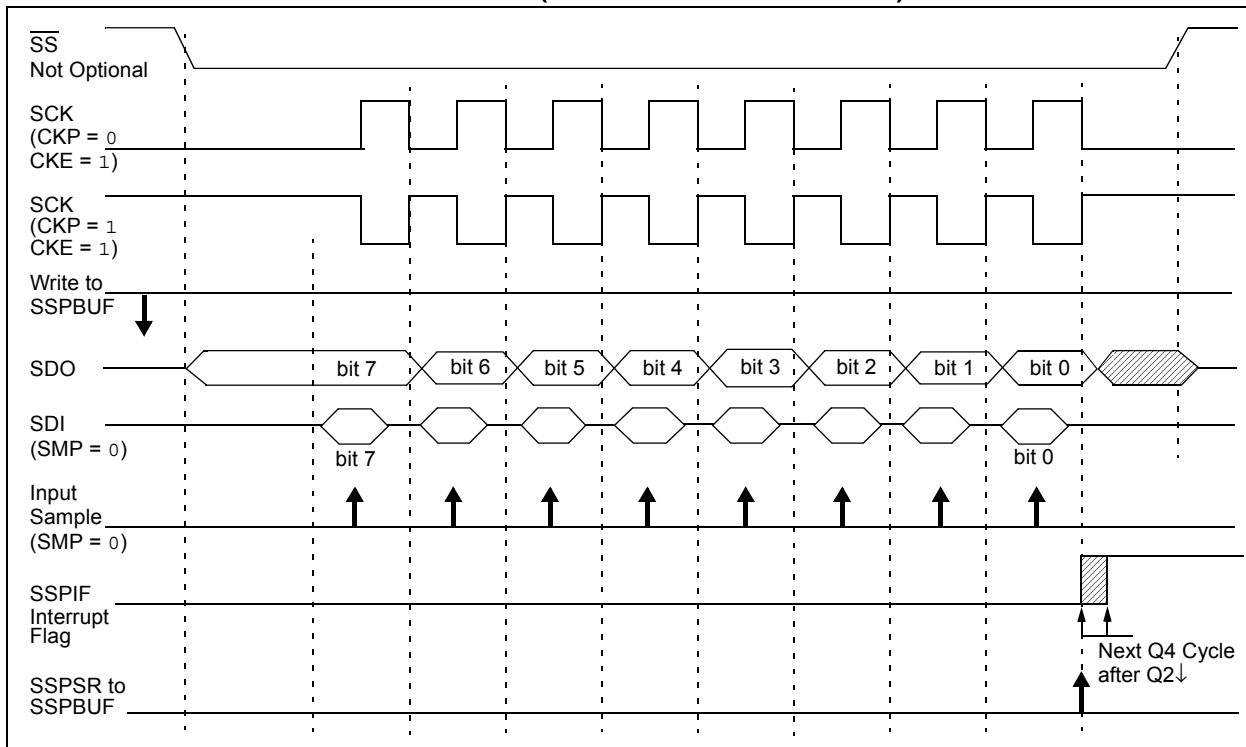 SS
Not Optional
SCK
(CKP = 0
CKE = 1)
SCK
(CKP = 1
CKE = 1)
Write to
SSPBUF
SDO
bit 7 bit 6 bit 5 bit 4 bit 3 bit 2 bit 1 bit 0
SDI
(SMP = 0)
bit 7 bit 0
Input
Sample
(SMP = 0)
SSPIF
Interrupt
Flag
Next Q4 Cycle
after Q2↓
SSPSR to
SSPBUF